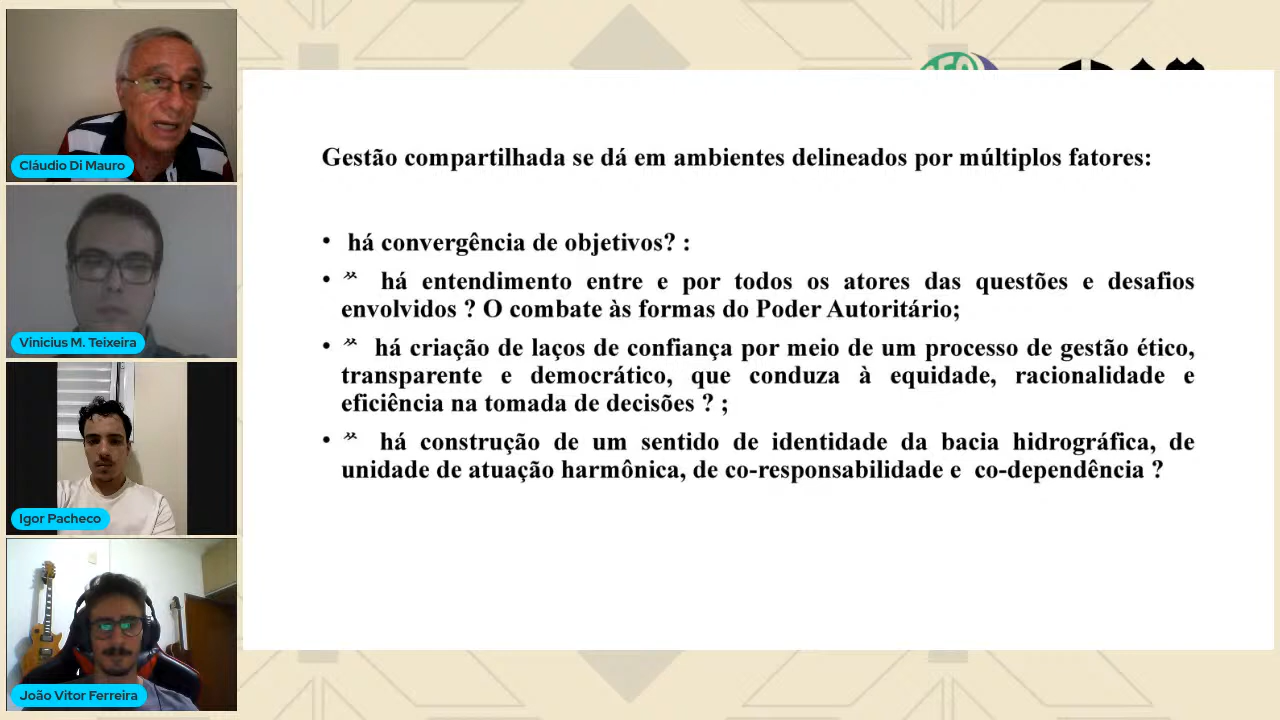 Cláudio Di Mauro
Vinicius M. Teixeira
Igor Pacheco
João Vitor Ferreira
Gestão compartilhada se dá em ambientes delineados por múltiplos fatores:
• há convergência de objetivos? :
• há entendimento entre e por todos os atores das questões e desafios
envolvidos ? O combate às formas do Poder Autoritário;
• há criação de laços de confiança por meio de um processo de gestão ético,
transparente e democrático, que conduza à equidade, racionalidade e
eficiência na tomada de decisões ? ;
• há construção de um sentido de identidade da bacia hidrográfica, de
unidade de atuação harmônica, de co-responsabilidade e co-dependência ?